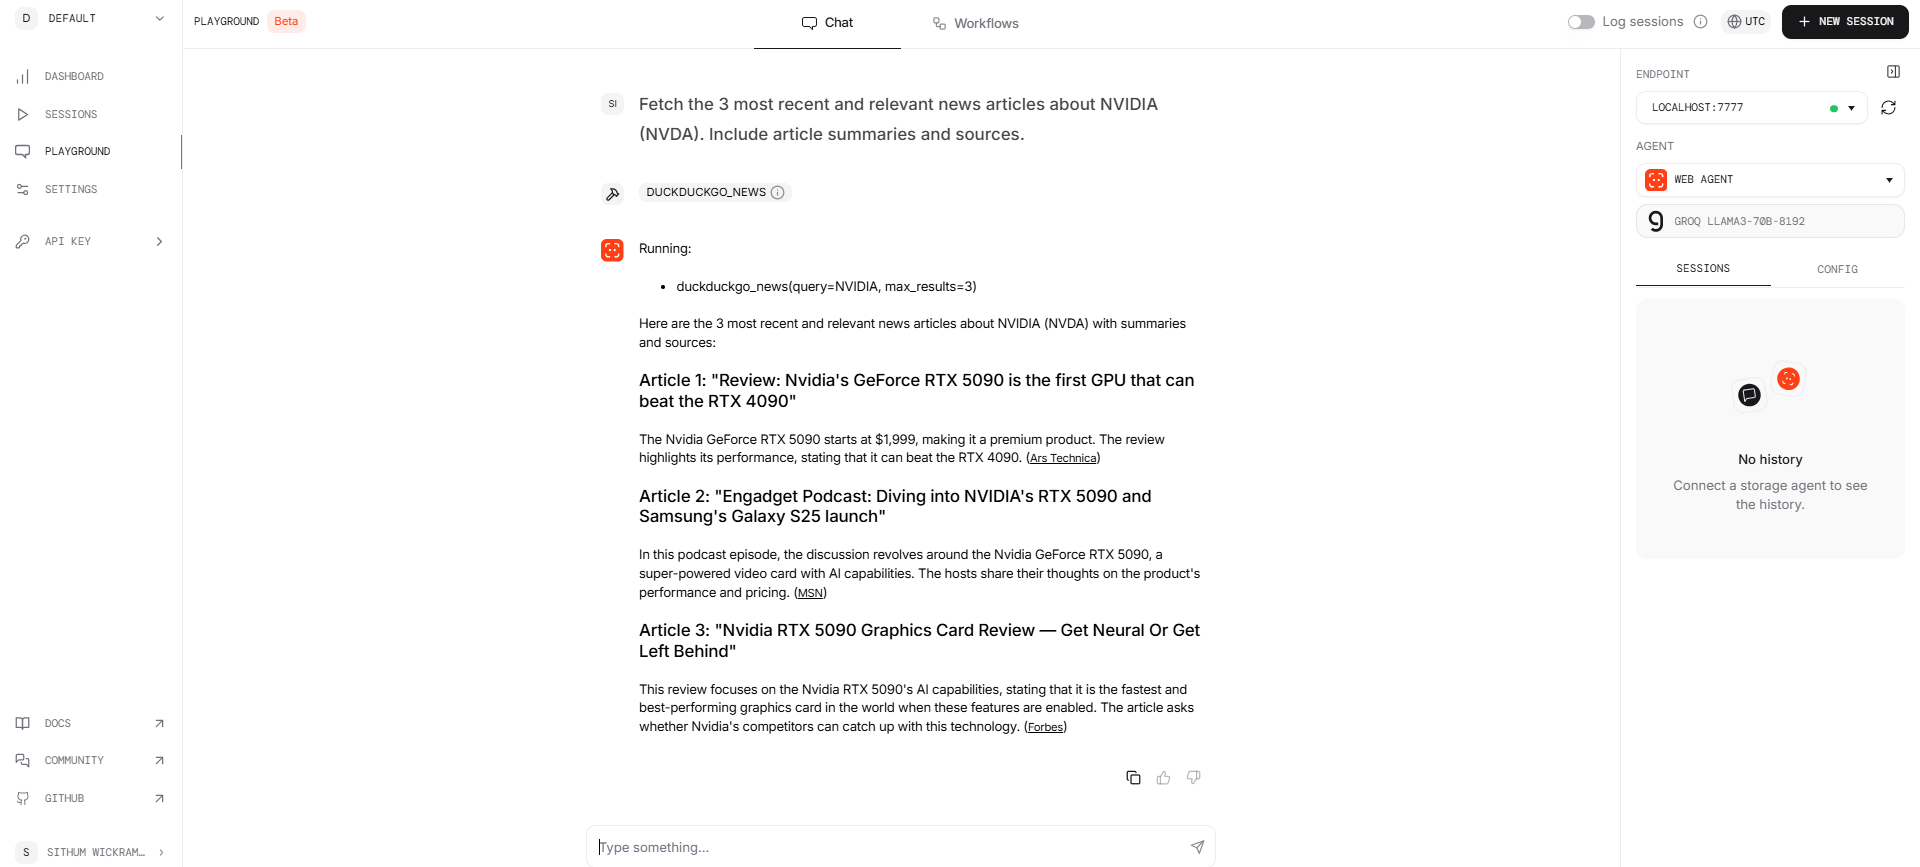 D DEFAULT
DASHBOARD
SESSIONS
PLAYGROUND
SETTINGS
API KEY
DOCS
COMMUNITY
GITHUB
S SITHUM WICKRAM...
PLAYGROUND Beta
Chat
Workflows
Log sessions
UTC
+ NEW SESSION
SI
Fetch the 3 most recent and relevant news articles about NVIDIA
(NVDA). Include article summaries and sources.
DUCKDUCKGO_NEWS
Running:
• duckduckgo_news(query=NVIDIA, max_results=3)
Here are the 3 most recent and relevant news articles about NVIDIA (NVDA) with summaries
and sources:
Article 1: "Review: Nvidia's GeForce RTX 5090 is the first GPU that can
beat the RTX 4090"
The Nvidia GeForce RTX 5090 starts at $1,999, making it a premium product. The review
highlights its performance, stating that it can beat the RTX 4090. (Ars Technica)
Article 2: "Engadget Podcast: Diving into NVIDIA's RTX 5090 and
Samsung's Galaxy S25 launch"
In this podcast episode, the discussion revolves around the Nvidia GeForce RTX 5090, a
super-powered video card with AI capabilities. The hosts share their thoughts on the product's
performance and pricing. (MSN)
Article 3: "Nvidia RTX 5090 Graphics Card Review — Get Neural Or Get
Left Behind"
This review focuses on the Nvidia RTX 5090's AI capabilities, stating that it is the fastest and
best-performing graphics card in the world when these features are enabled. The article asks
whether Nvidia's competitors can catch up with this technology. (Forbes)
Type something...
ENDPOINT
LOCALHOST:7777
AGENT
WEB AGENT
GROQ LLAMA3-70B-8192
SESSIONS
CONFIG
No history
Connect a storage agent to see
the history.